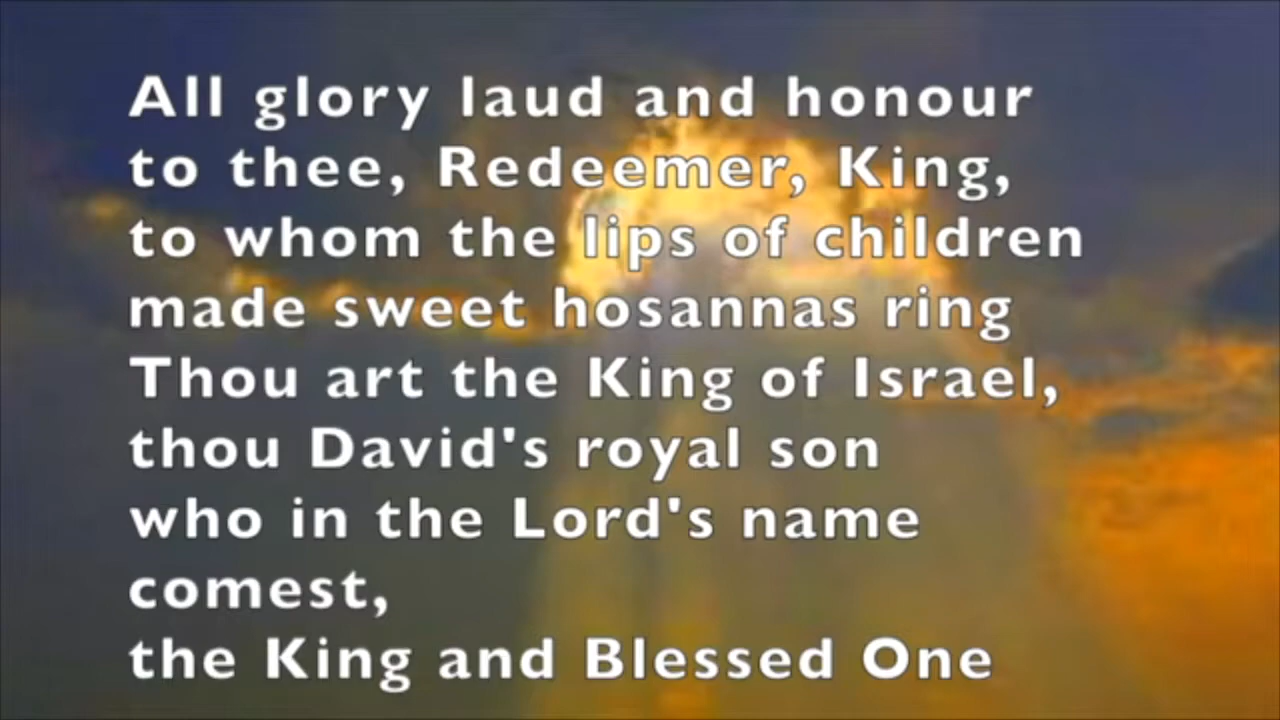 All glory laud and honour
to thee, Redeemer, King,
to whom the lips of children
made sweet hosannas ring
Thou art the King of Israel,
thou David's royal son
who in the Lord's name
comest,
the King and Blessed One